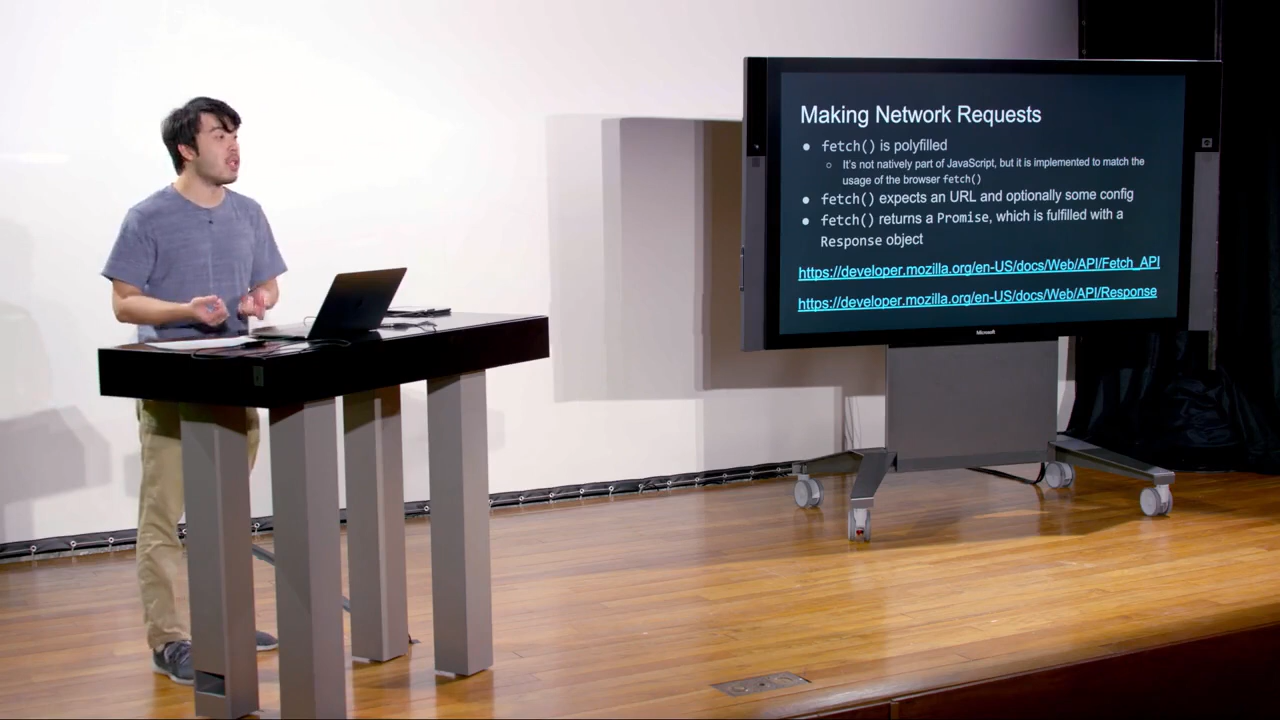 Making Network Requests
● fetch() is polyfilled
○ It's not natively part of JavaScript, but it is implemented to match the
usage of the browser fetch()
● fetch() expects an URL and optionally some config
● fetch() returns a Promise, which is fulfilled with a
Response object
https://developer.mozilla.org/en-US/docs/Web/API/Fetch_API
https://developer.mozilla.org/en-US/docs/Web/API/Response
Microsoft